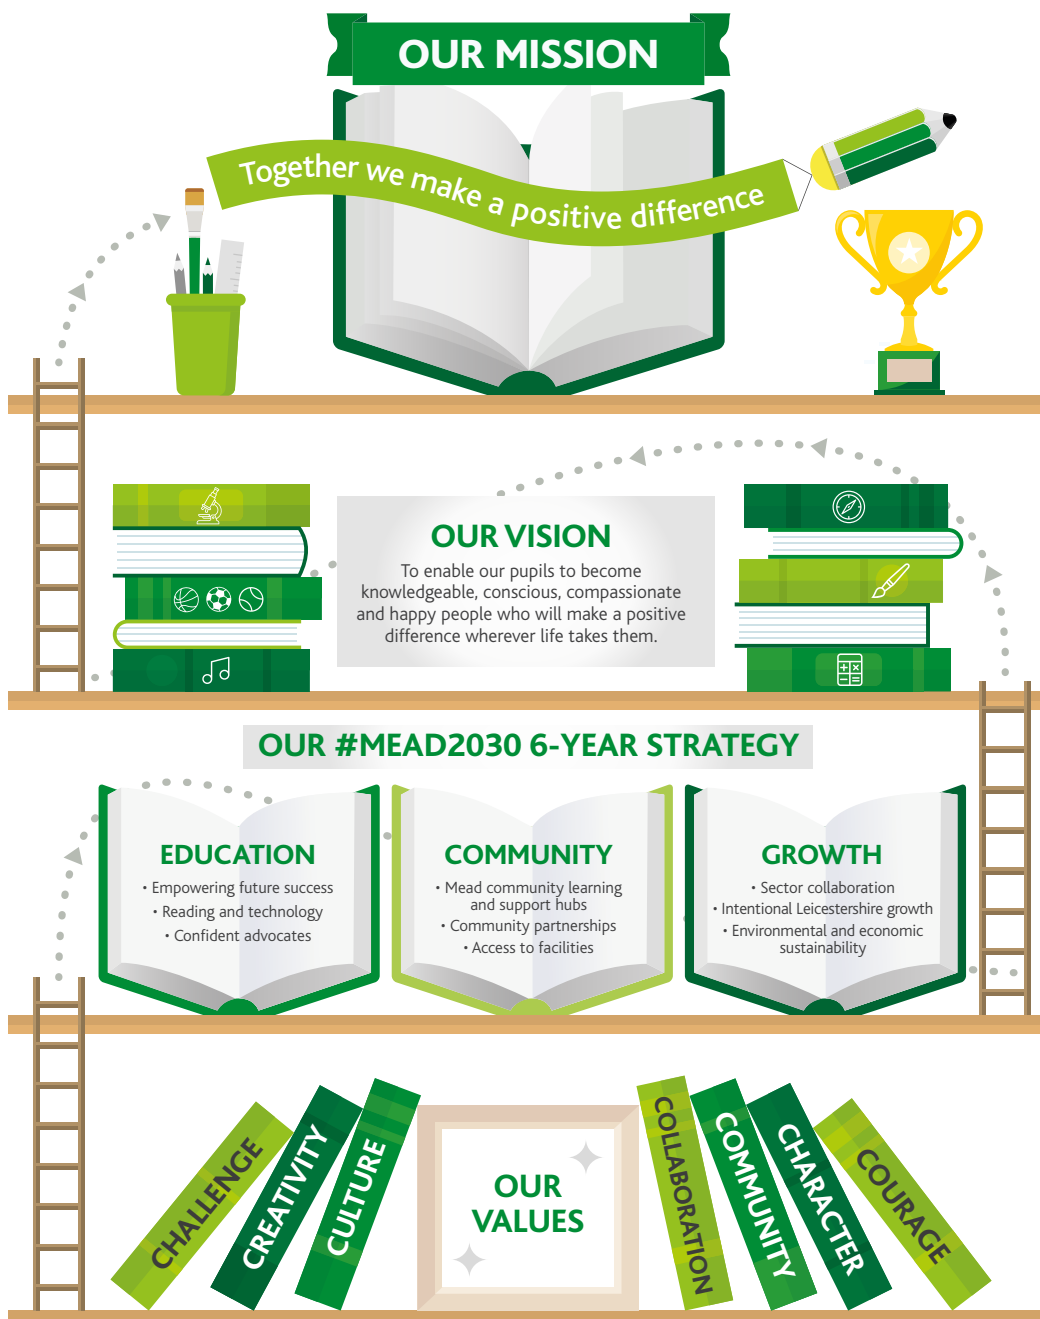 OUR MISSION
Together we make a positive difference
OUR VISION
To enable our pupils to become
knowledgeable, conscious, compassionate
and happy people who will make a positive
difference wherever life takes them.
OUR #MEAD2030 6-YEAR STRATEGY
EDUCATION
• Empowering future success
• Reading and technology
• Confident advocates
COMMUNITY
• Mead community learning
and support hubs
• Community partnerships
• Access to facilities
GROWTH
• Sector collaboration
• Intentional Leicestershire growth
• Environmental and economic
sustainability
CHALLENGE
CREATIVITY
CULTURE
OUR
VALUES
COLLABORATION
COMMUNITY
CHARACTER
COURAGE